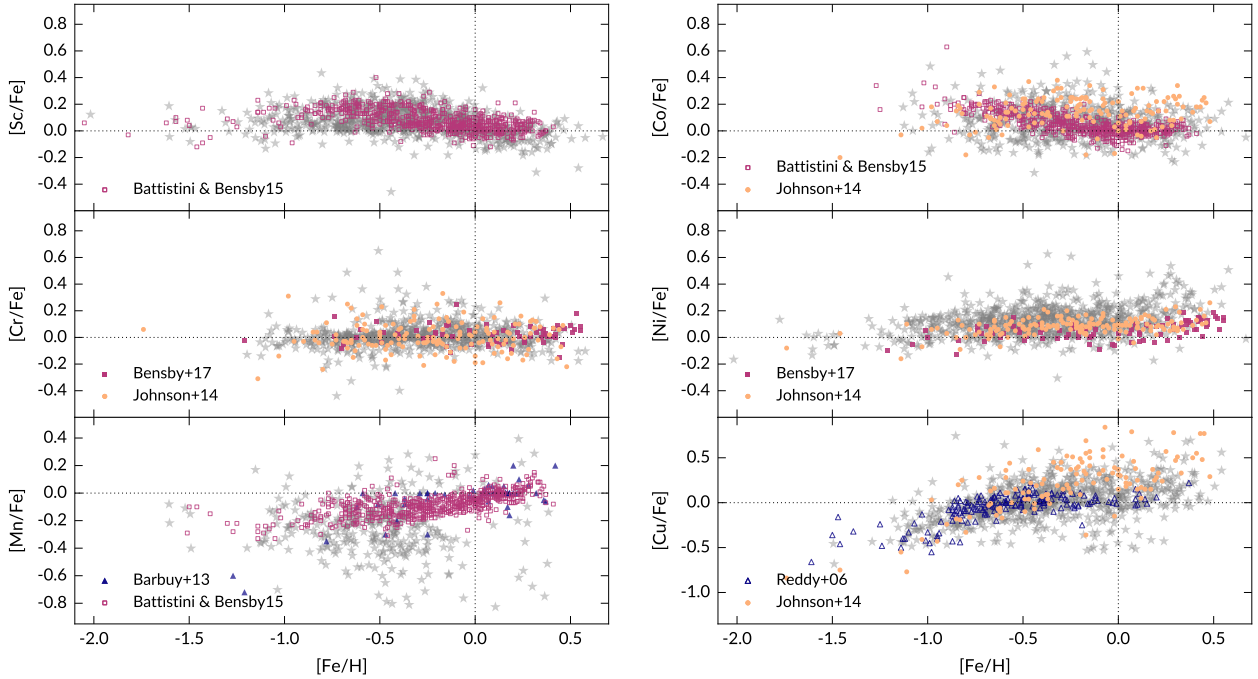 [Sc/Fe]
0.8
0.6
0.4
0.2
0.0
-0.2
-0.4
Battistini & Bensby15
[Cr/Fe]
0.8
0.6
0.4
0.2
0.0
-0.2
-0.4
Bensby+17
Johnson+14
[Mn/Fe]
0.4
0.2
0.0
-0.2
-0.4
-0.6
-0.8
Barbuy+13
Battistini & Bensby15
-2.0 -1.5 -1.0 -0.5 0.0 0.5
[Fe/H]
[Co/Fe]
0.8
0.6
0.4
0.2
0.0
-0.2
-0.4
Battistini & Bensby15
Johnson+14
[Ni/Fe]
0.8
0.6
0.4
0.2
0.0
-0.2
-0.4
Bensby+17
Johnson+14
[Cu/Fe]
0.5
0.0
-0.5
-1.0
Reddy+06
Johnson+14
-2.0 -1.5 -1.0 -0.5 0.0 0.5
[Fe/H]